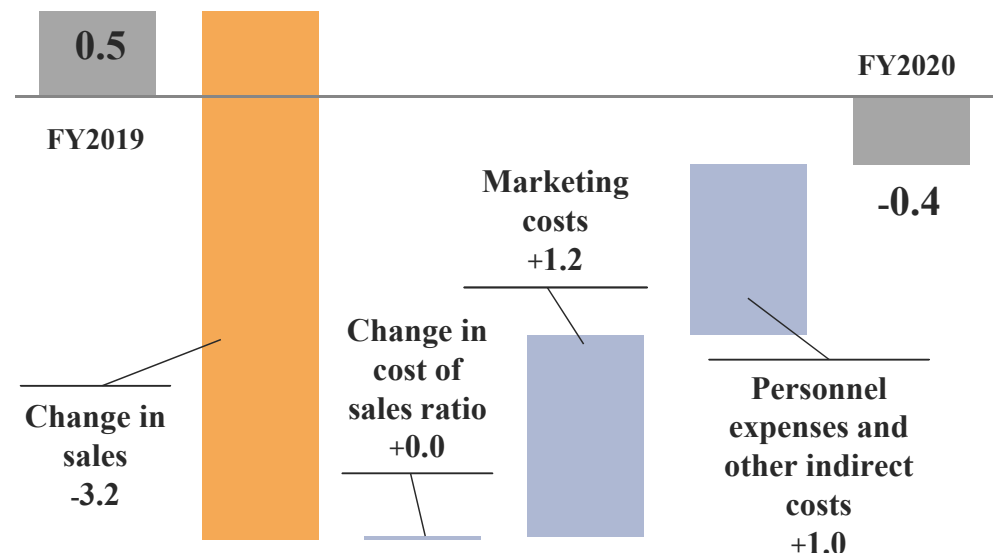 0.5
FY2019
Change in
sales
-3.2
Change in
cost of
sales ratio
+0.0
Marketing
costs
+1.2
Personnel
expenses and
other indirect
costs
+1.0
FY2020
-0.4